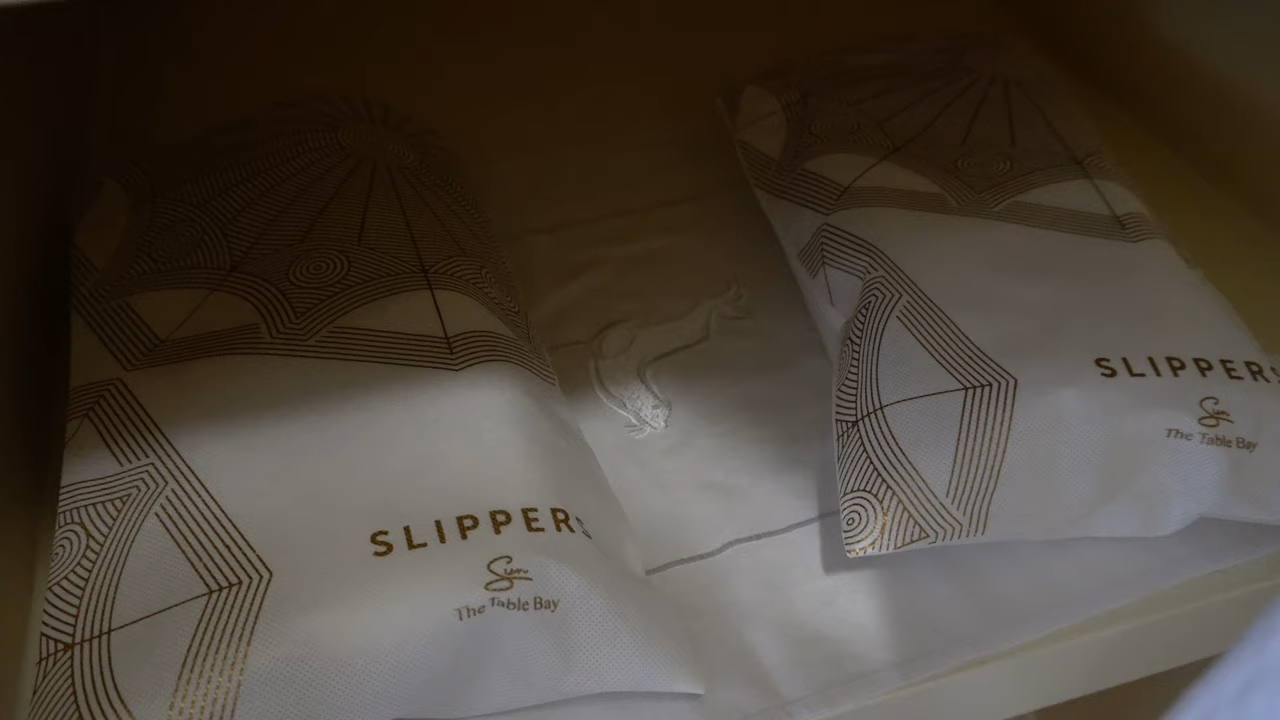 SLIPPERS
Sun
The Table Bay
SLIPPERS
Sun
The Table Bay